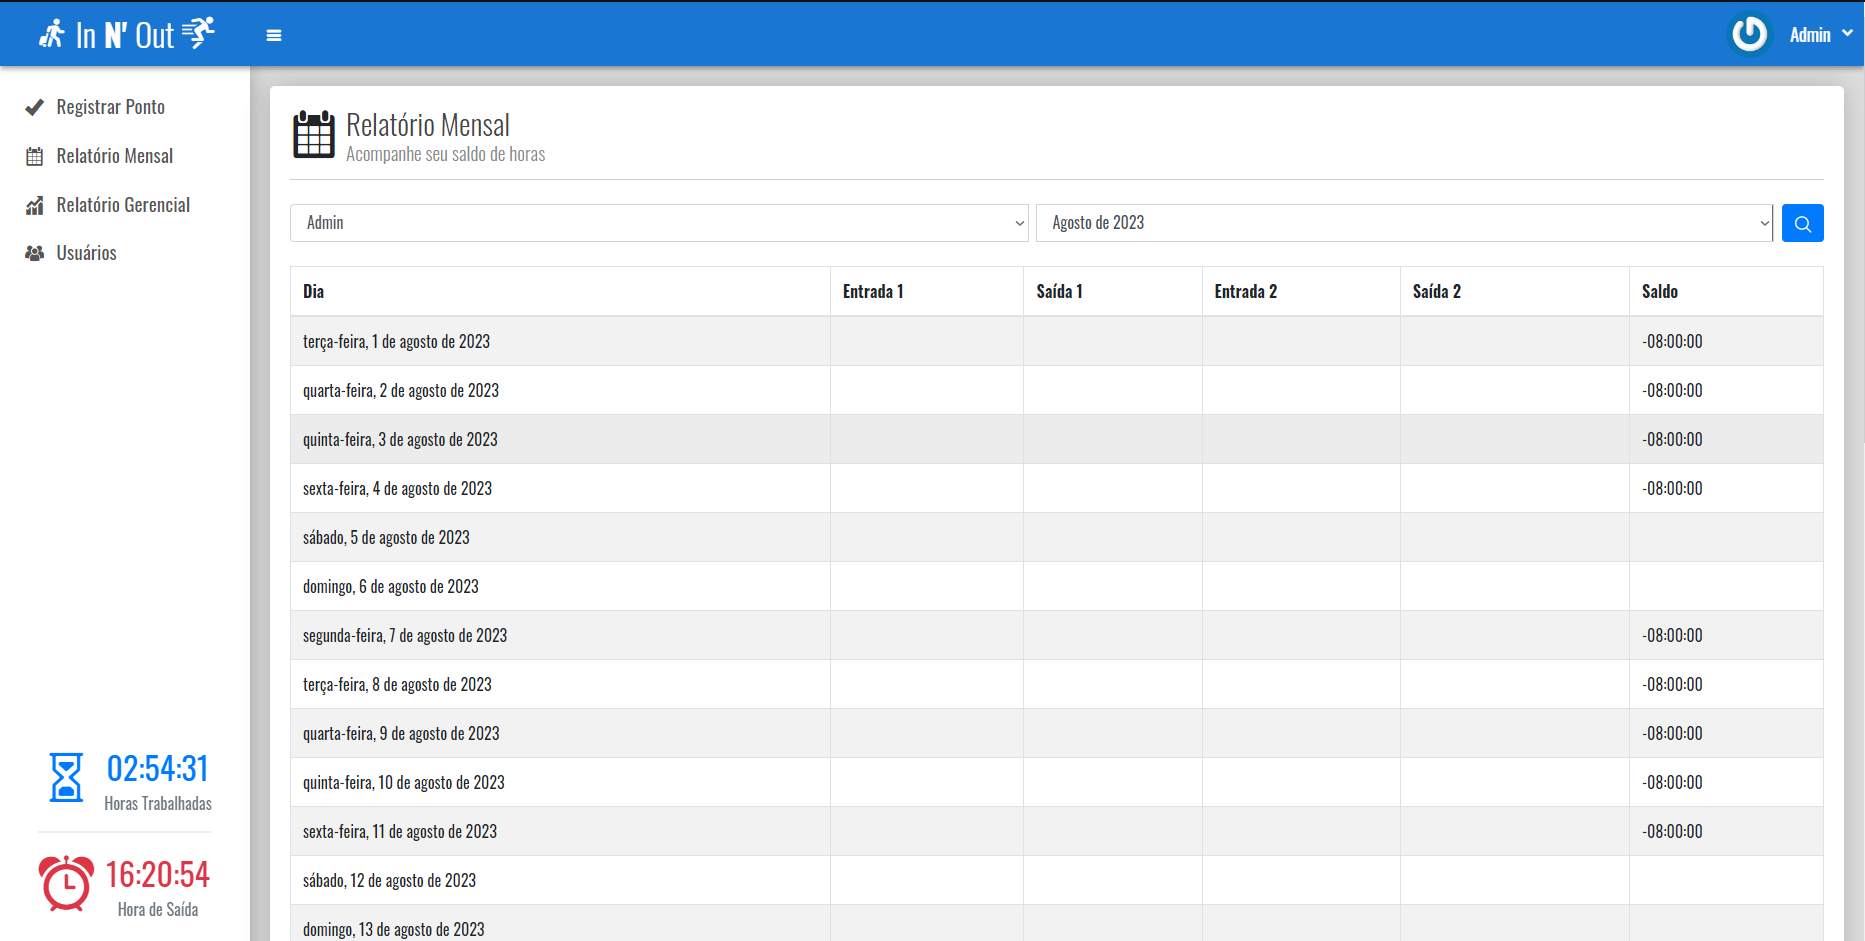 In N' Out
Admin
Registrar Ponto
Relatório Mensal
Relatório Gerencial
Usuários
02:54:31
Horas Trabalhadas
16:20:54
Hora de Saída
Relatório Mensal
Acompanhe seu saldo de horas
Admin Agosto de 2023
Dia Entrada 1 Saída 1 Entrada 2 Saída 2 Saldo
terça-feira, 1 de agosto de 2023 -08:00:00
quarta-feira, 2 de agosto de 2023 -08:00:00
quinta-feira, 3 de agosto de 2023 -08:00:00
sexta-feira, 4 de agosto de 2023 -08:00:00
sábado, 5 de agosto de 2023
domingo, 6 de agosto de 2023
segunda-feira, 7 de agosto de 2023 -08:00:00
terça-feira, 8 de agosto de 2023 -08:00:00
quarta-feira, 9 de agosto de 2023 -08:00:00
quinta-feira, 10 de agosto de 2023 -08:00:00
sexta-feira, 11 de agosto de 2023 -08:00:00
sábado, 12 de agosto de 2023
domingo, 13 de agosto de 2023